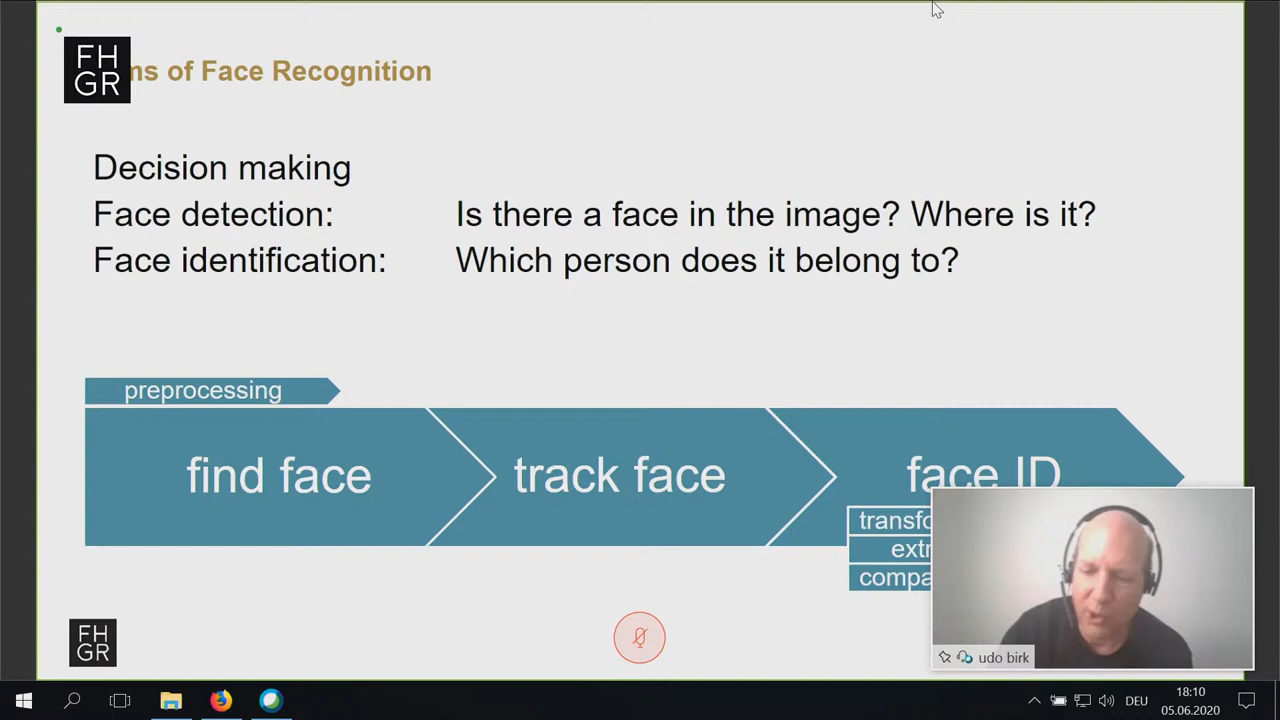 FH
GR
ms of Face Recognition
Decision making
Face detection: Is there a face in the image? Where is it?
Face identification: Which person does it belong to?
preprocessing
find face
track face
face ID
transfo
extr
compa
udo birk
FH
GR
DEU
18:10
05.06.2020